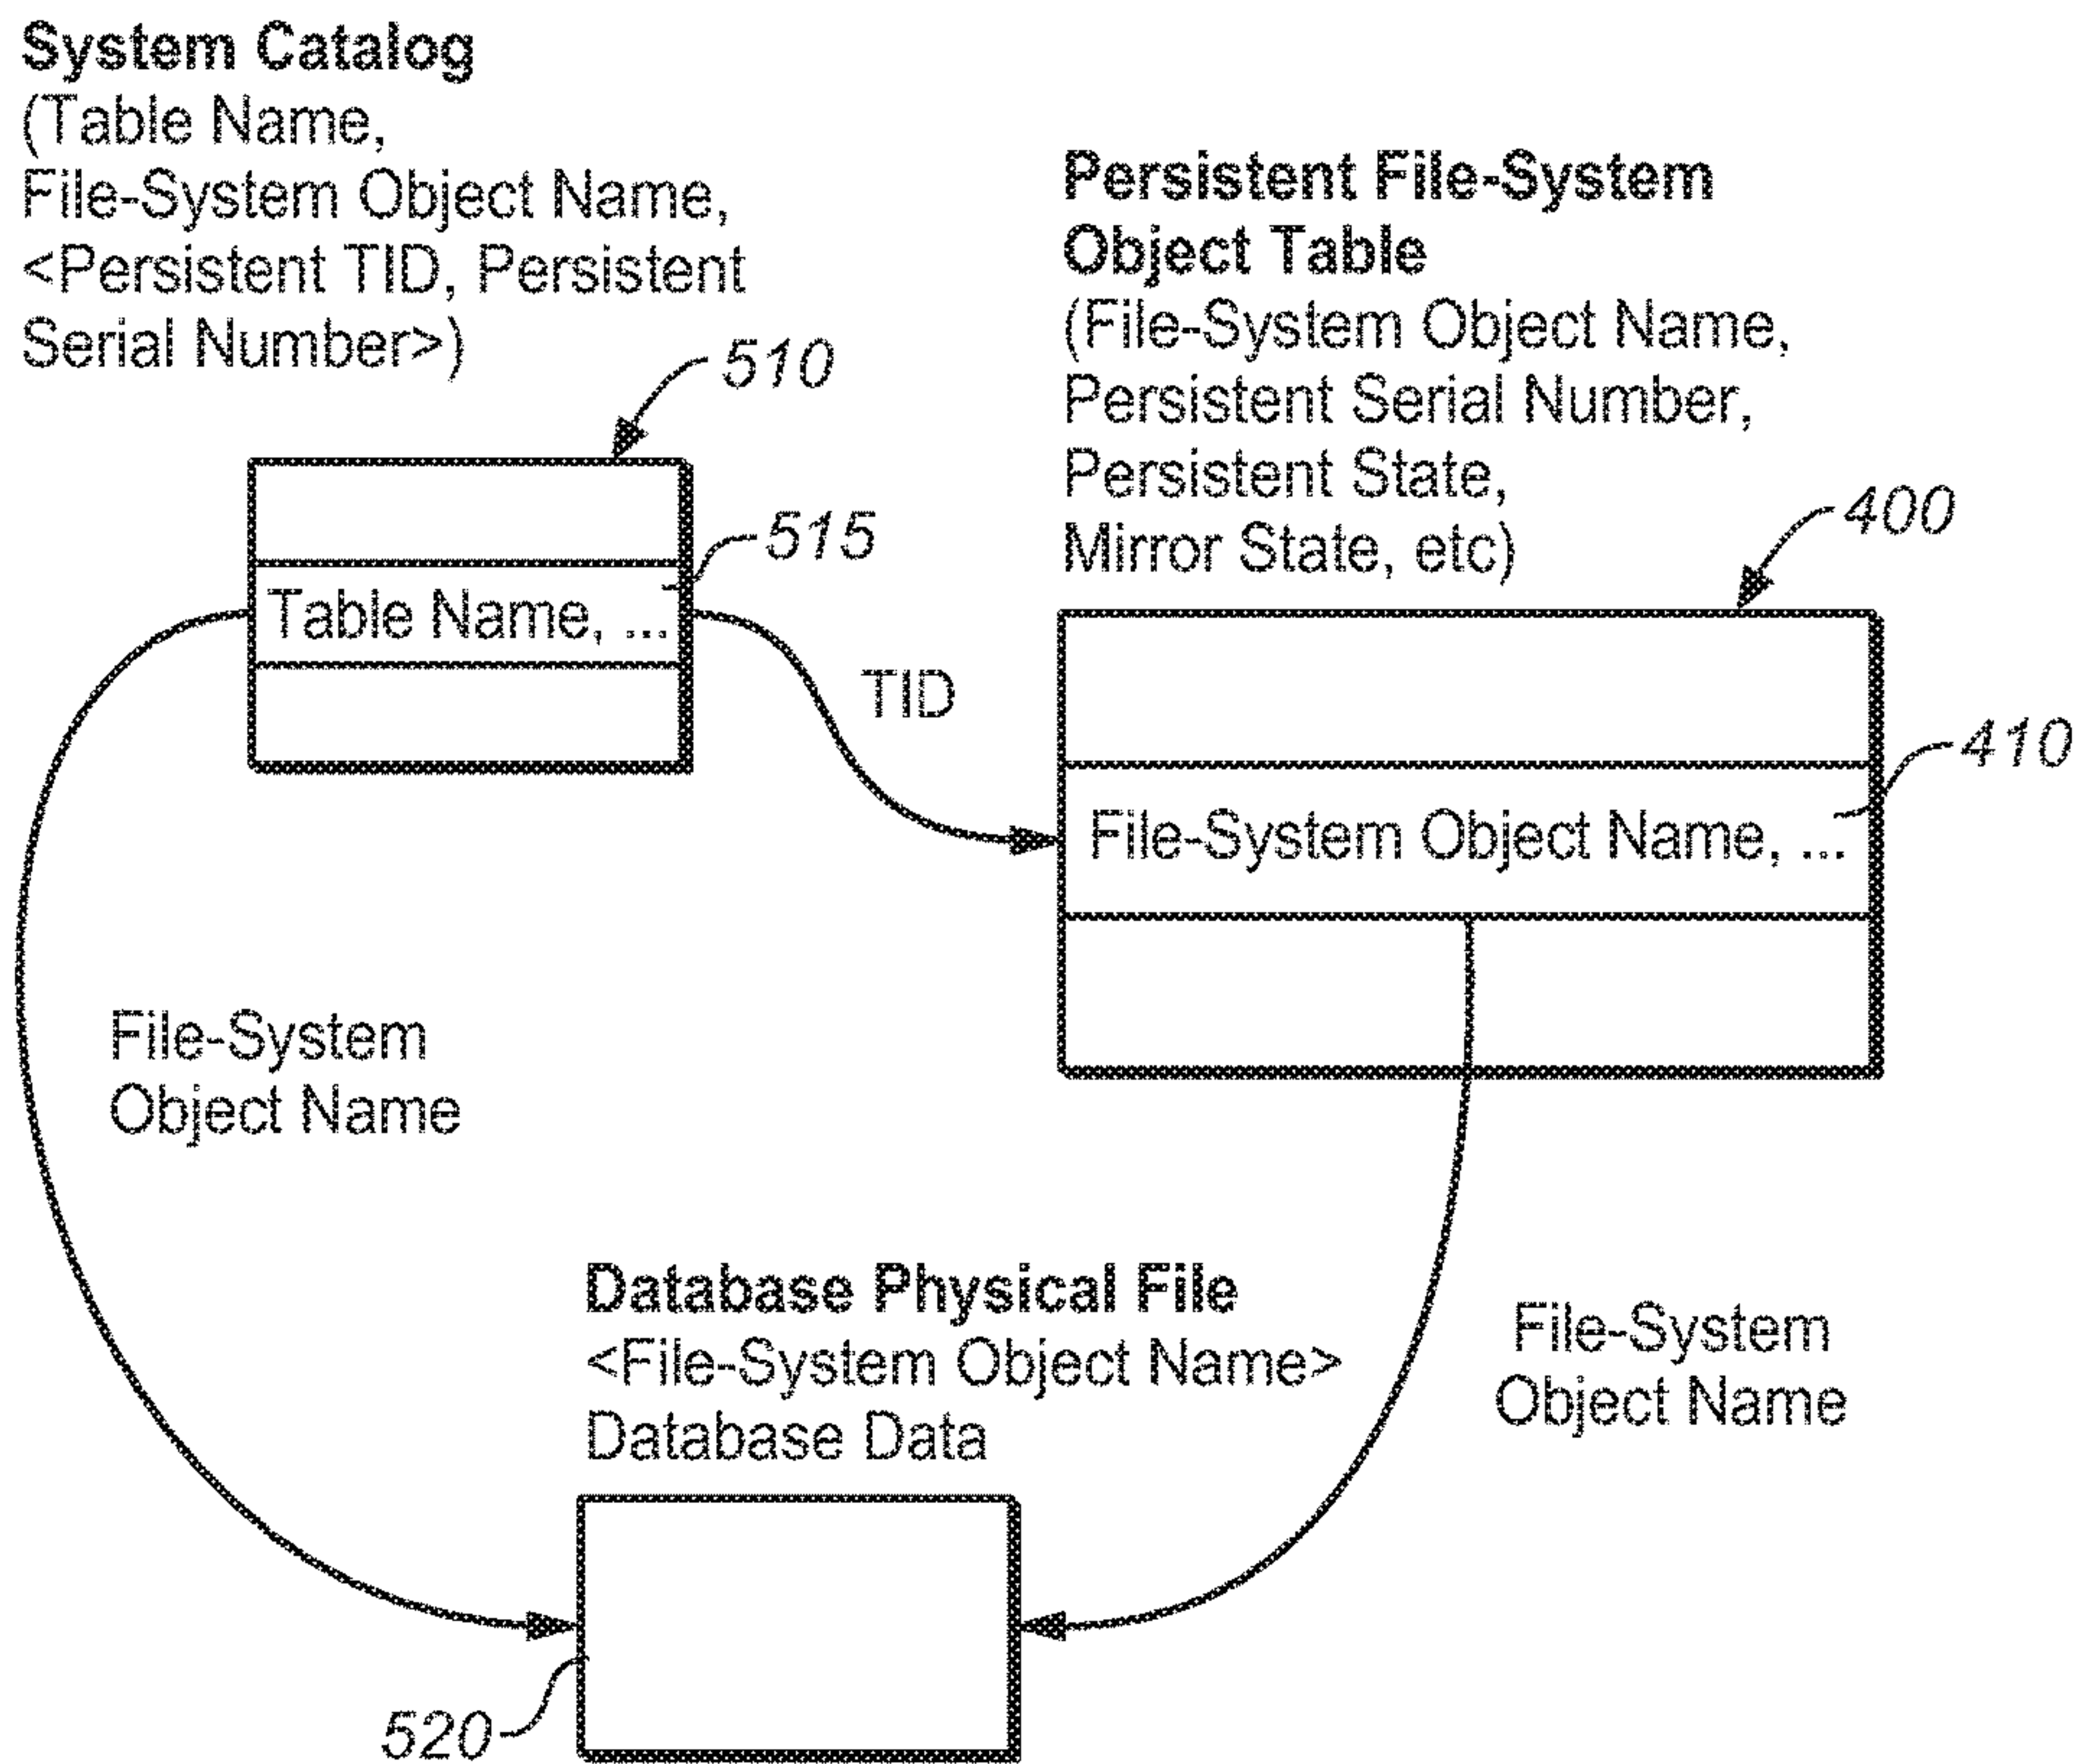 System Catalog
(Table Name,
File-System Object Name,
<Persistent TID, Persistent
Serial Number>)
510
515
Table Name, ...
TID
Persistent File-System
Object Table
(File-System Object Name,
Persistent Serial Number,
Persistent State,
Mirror State, etc)
400
410
File-System Object Name, ...
File-System
Object Name
Database Physical File
<File-System Object Name>
Database Data
File-System
Object Name
520